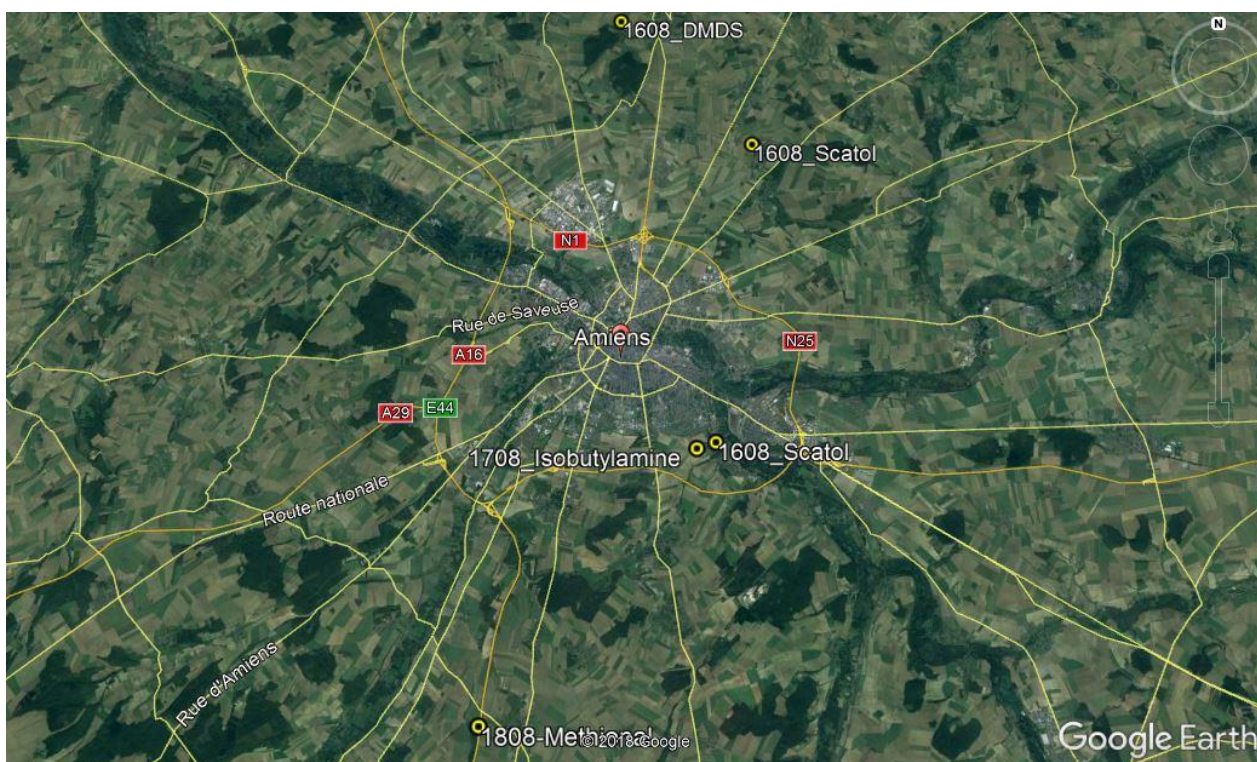 N
1608_DMDS
1608_Scatol
N1
Rue de Saveuse
Amiens
N25
A16
A29
E44
1708_Isobutylamine
1608_Scatol
Route nationale
Rue d'Amiens
1808-Methional
© 2018 Google
Google Earth